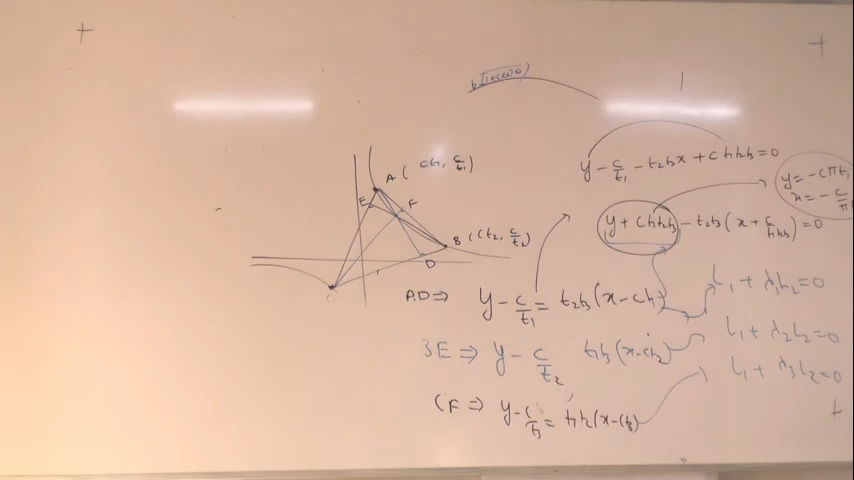 A (ct₁, c/t₁)
E
F
B (ct₂, c/t₂)
D
y - c/t₁ - t₂t₃x + ct₁t₂t₃ = 0
y = -cπt₁
x = -c/π
y + ct₁t₂t₃ - t₂t₃(x + c/t₁t₂t₃) = 0
AD ⇒ y - c/t₁ = t₂t₃(x - ct₁)
L₁ + λ₁L₂ = 0
BE ⇒ y - c/t₂ t₁t₃(x - ct₂)
L₁ + λ₂L₂ = 0
CF ⇒ y - c/t₃ = t₁t₂(x - ct₃)
L₁ + λ₃L₂ = 0